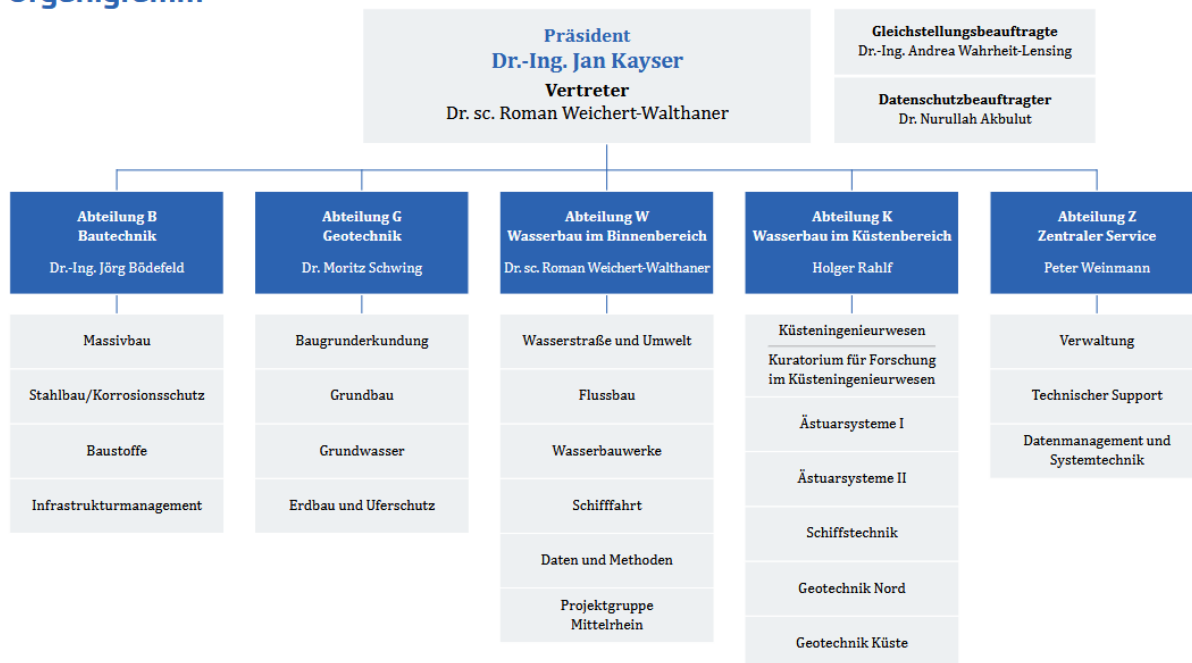 Organigramm
Präsident
Dr.-Ing. Jan Kayser
Vertreter
Dr. sc. Roman Weichert-Walthaner
Gleichstellungsbeauftragte
Dr.-Ing. Andrea Wahrheit-Lensing
Datenschutzbeauftragter
Dr. Nurullah Akbulut
Abteilung B
Bautechnik
Dr.-Ing. Jörg Bödefeld
Massivbau
Stahlbau/Korrosionsschutz
Baustoffe
Infrastrukturmanagement
Abteilung G
Geotechnik
Dr. Moritz Schwing
Baugrunderkundung
Grundbau
Grundwasser
Erdbau und Uferschutz
Abteilung W
Wasserbau im Binnenbereich
Dr. sc. Roman Weichert-Walthaner
Wasserstraße und Umwelt
Flussbau
Wasserbauwerke
Schifffahrt
Daten und Methoden
Projektgruppe
Mittelrhein
Abteilung K
Wasserbau im Küstenbereich
Holger Rahlf
Küsteningenieurwesen
Kuratorium für Forschung
im Küsteningenieurwesen
Ästuarsysteme I
Ästuarsysteme II
Schiffstechnik
Geotechnik Nord
Geotechnik Küste
Abteilung Z
Zentraler Service
Peter Weinmann
Verwaltung
Technischer Support
Datenmanagement und
Systemtechnik